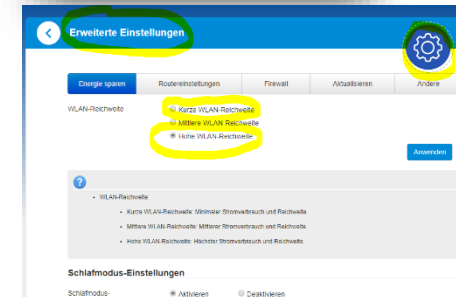 Erweiterte Einstellungen
Energie sparen Routereinstellungen Firewall Aktualisieren Andere
WLAN-Reichweite
Kurze WLAN-Reichweite
Mittlere WLAN Reichweite
Hohe WLAN-Reichweite
Anwenden
?
WLAN-Reichweite:
Kurze WLAN-Reichweite: Minimaler Stromverbrauch und Reichweite
Mittlere WLAN-Reichweite: Mittlerer Stromverbrauch und Reichweite
Hohe WLAN-Reichweite: Höchster Stromverbrauch und Reichweite
Schlafmodus-Einstellungen
Schlafmodus- Aktivieren Deaktivieren